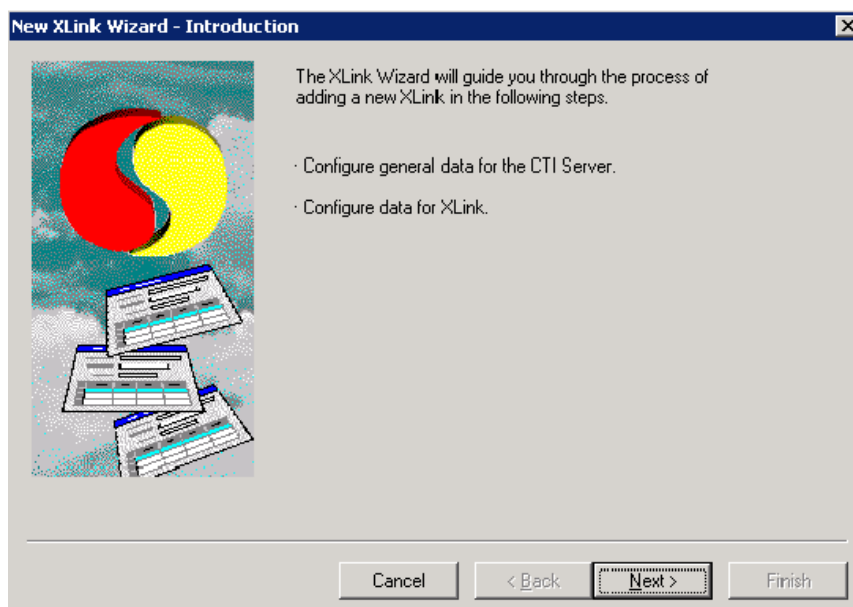 New XLink Wizard - Introduction
The XLink Wizard will guide you through the process of
adding a new XLink in the following steps.
· Configure general data for the CTI Server.
· Configure data for XLink.
Cancel
< Back
Next >
Finish